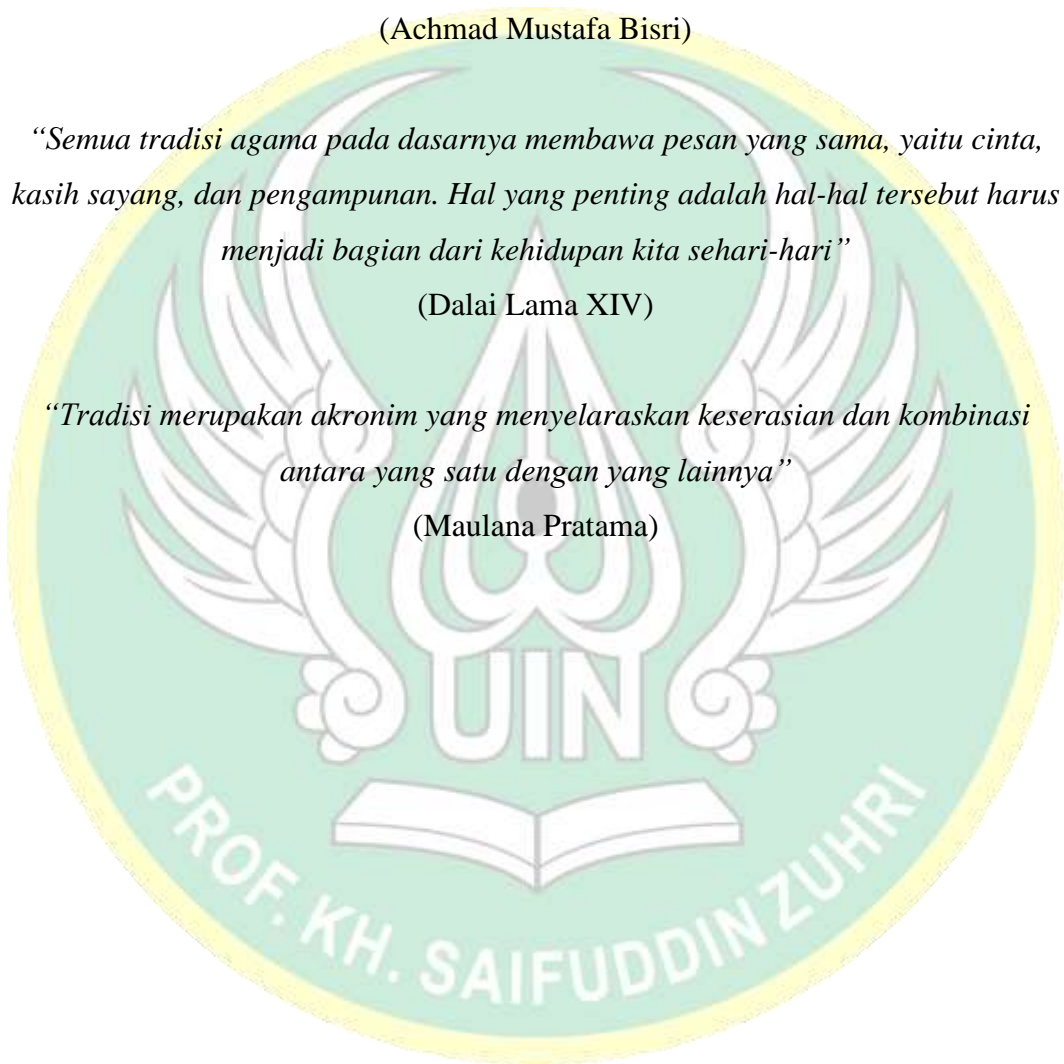 (Achmad Mustafa Bisri)
“Semua tradisi agama pada dasarnya membawa pesan yang sama, yaitu cinta,
kasih sayang, dan pengampunan. Hal yang penting adalah hal-hal tersebut harus
menjadi bagian dari kehidupan kita sehari-hari”
(Dalai Lama XIV)
“Tradisi merupakan akronim yang menyelaraskan keserasian dan kombinasi
antara yang satu dengan yang lainnya”
(Maulana Pratama)
UIN
PROF. KH. SAIFUDDIN ZUHRI